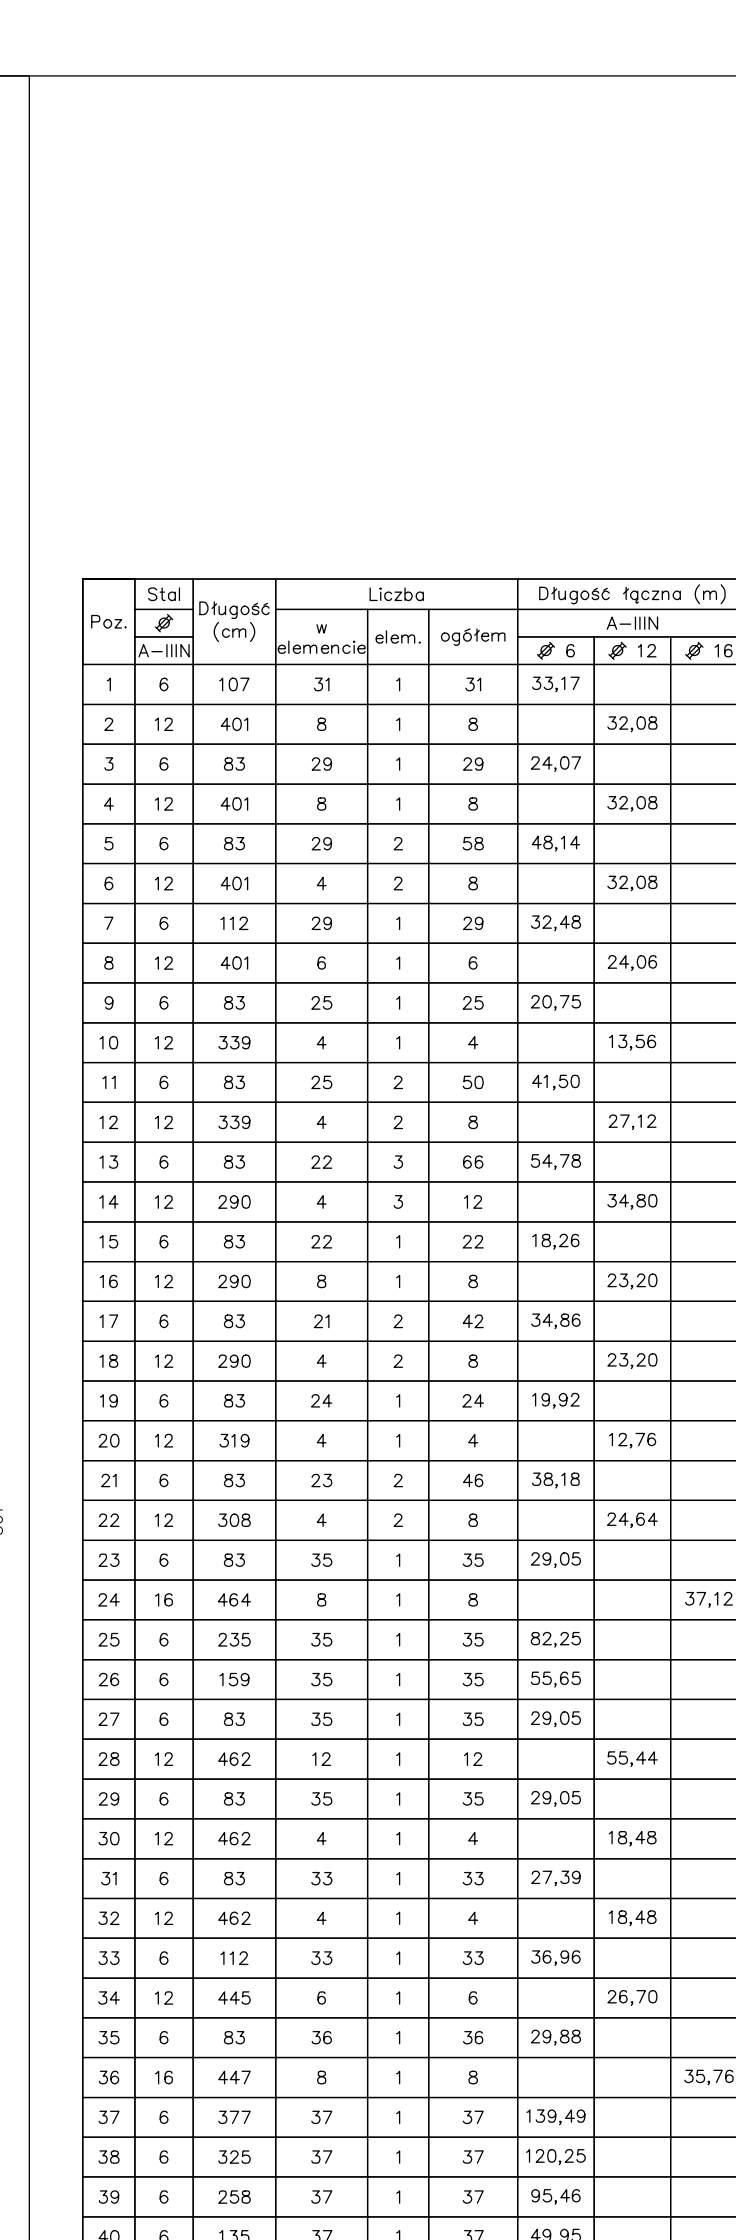 Stal Liczba Długość łączna (m)
Poz. Długość (cm) w elemencie elem. ogółem A-IIIN
A-IIIN 6 12 16
1 6 107 31 1 31 33,17
2 12 401 8 1 8 32,08
3 6 83 29 1 29 24,07
4 12 401 8 1 8 32,08
5 6 83 29 2 58 48,14
6 12 401 4 2 8 32,08
7 6 112 29 1 29 32,48
8 12 401 6 1 6 24,06
9 6 83 25 1 25 20,75
10 12 339 4 1 4 13,56
11 6 83 25 2 50 41,50
12 12 339 4 2 8 27,12
13 6 83 22 3 66 54,78
14 12 290 4 3 12 34,80
15 6 83 22 1 22 18,26
16 12 290 8 1 8 23,20
17 6 83 21 2 42 34,86
18 12 290 4 2 8 23,20
19 6 83 24 1 24 19,92
20 12 319 4 1 4 12,76
21 6 83 23 2 46 38,18
22 12 308 4 2 8 24,64
23 6 83 35 1 35 29,05
24 16 464 8 1 8 37,12
25 6 235 35 1 35 82,25
26 6 159 35 1 35 55,65
27 6 83 35 1 35 29,05
28 12 462 12 1 12 55,44
29 6 83 35 1 35 29,05
30 12 462 4 1 4 18,48
31 6 83 33 1 33 27,39
32 12 462 4 1 4 18,48
33 6 112 33 1 33 36,96
34 12 445 6 1 6 26,70
35 6 83 36 1 36 29,88
36 16 447 8 1 8 35,76
37 6 377 37 1 37 139,49
38 6 325 37 1 37 120,25
39 6 258 37 1 37 95,46
40 6 135 37 1 37 49,95